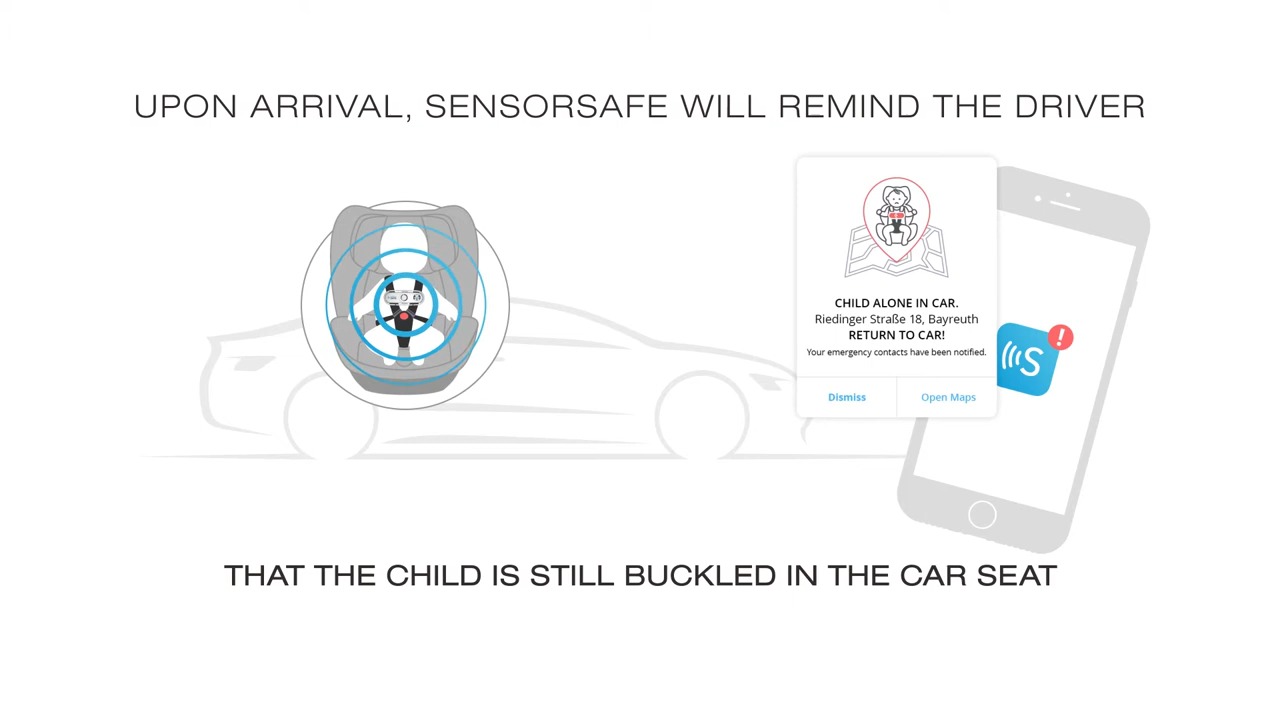 UPON ARRIVAL, SENSORSAFE WILL REMIND THE DRIVER
CHILD ALONE IN CAR.
Riedinger Straße 18, Bayreuth
RETURN TO CAR!
Your emergency contacts have been notified.
Dismiss
Open Maps
S
!
THAT THE CHILD IS STILL BUCKLED IN THE CAR SEAT